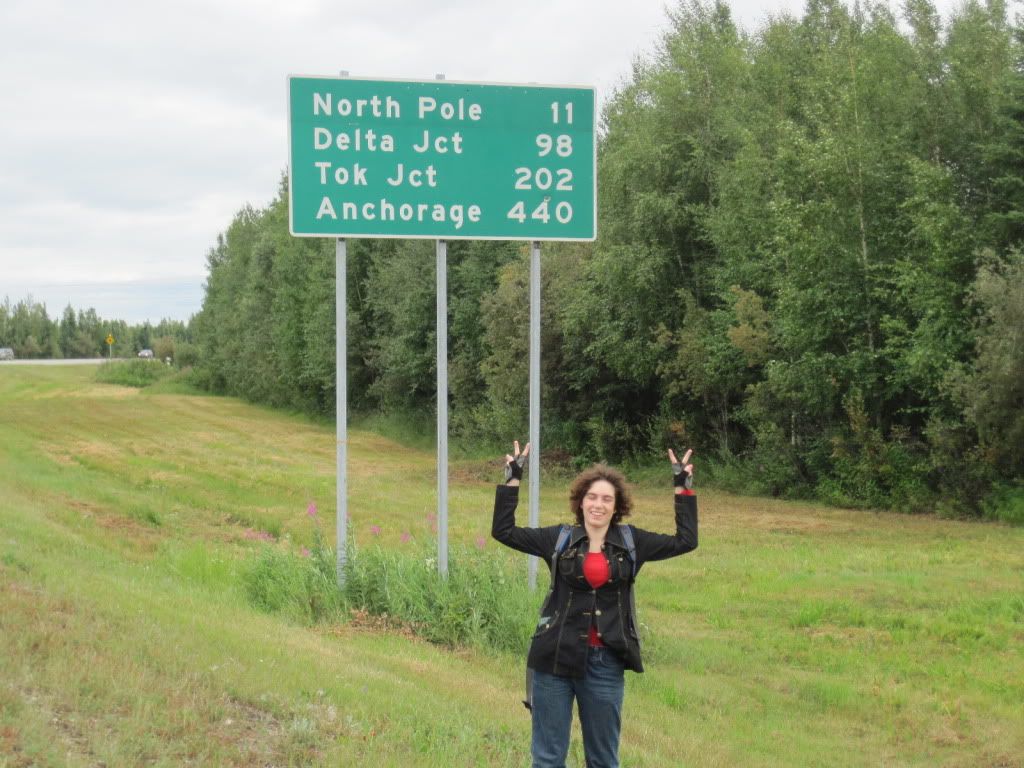 North Pole 11
Delta Jct 98
Tok Jct 202
Anchorage 440